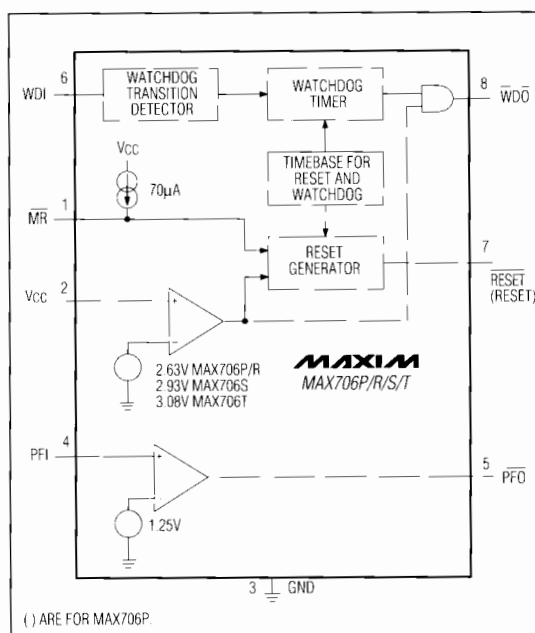 6
WDI
WATCHDOG
TRANSITION
DETECTOR
WATCHDOG
TIMER
8
WDO
VCC
70µA
TIMEBASE FOR
RESET AND
WATCHDOG
1
MR
RESET
GENERATOR
7
RESET
(RESET)
VCC
2
+
−
2.63V MAX706P/R
2.93V MAX706S
3.08V MAX706T
MAXIM
MAX706P/R/S/T
4
PFI
+
−
5
PFO
1.25V
3
GND
( ) ARE FOR MAX706P.